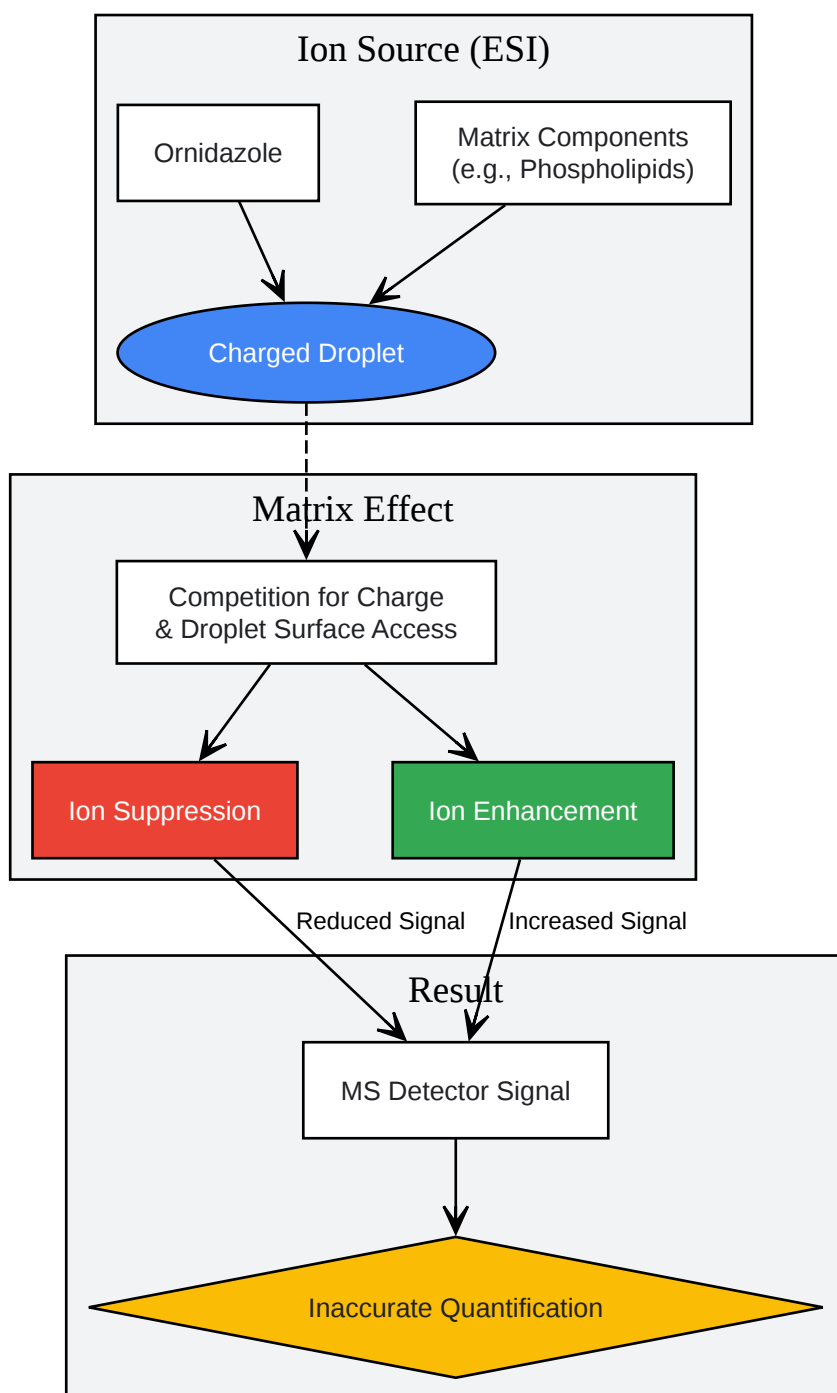 Ion Source (ESI)
Ornidazole
Matrix Components
(e.g., Phospholipids)
Charged Droplet
Matrix Effect
Competition for Charge
& Droplet Surface Access
Ion Suppression
Ion Enhancement
Reduced Signal
Increased Signal
Result
MS Detector Signal
Inaccurate Quantification